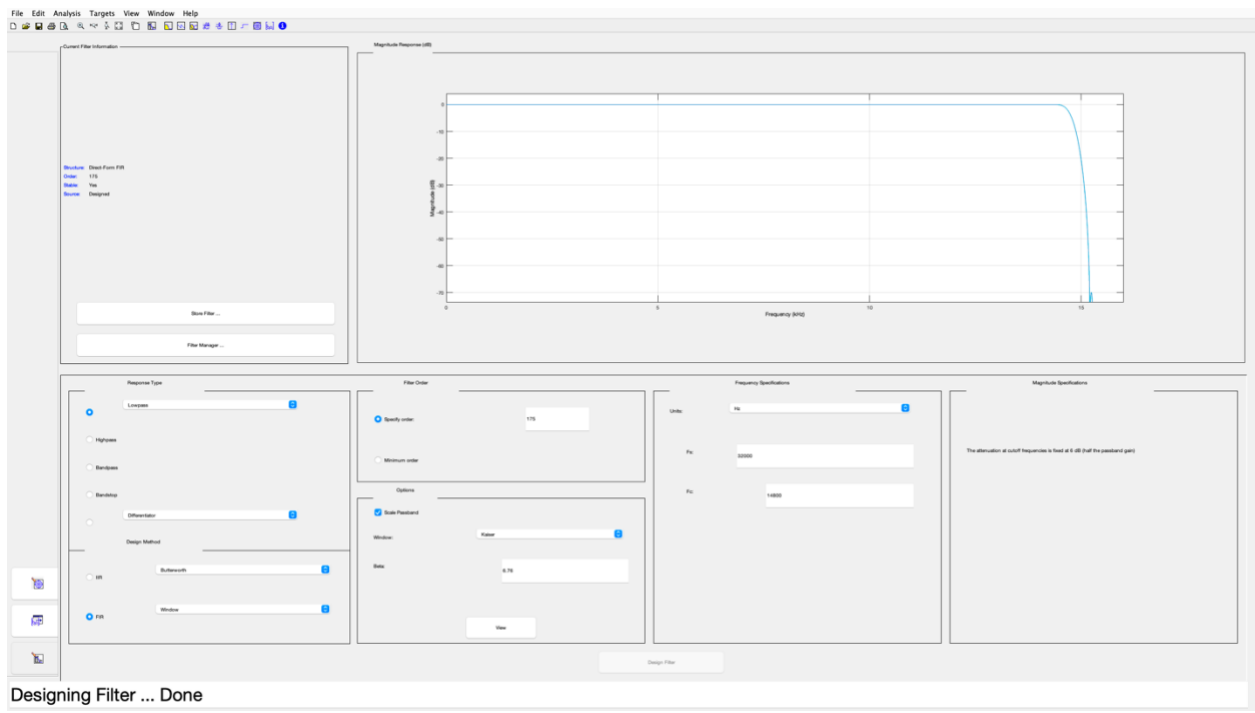 File Edit Analysis Targets View Window Help
Current Filter Information
Structure: Direct-Form FIR
Order: 175
Stable: Yes
Source: Designed
Store Filter ...
Filter Manager ...
Magnitude Response (dB)
Magnitude (dB)
0
-10
-20
-30
-40
-50
-60
-70
0 5 10 15
Frequency (kHz)
Response Type
Lowpass
Highpass
Bandpass
Bandstop
Differentiator
Design Method
IIR Butterworth
FIR Window
Filter Order
Specify order: 175
Minimum order
Options
Scale Passband
Window: Kaiser
Beta: 6.76
View
Frequency Specifications
Units: Hz
Fs: 32000
Fc:
Magnitude Specifications
The attenuation at cutoff frequencies is fixed at 6 dB (half the passband gain)
Design Filter
Designing Filter ... Done